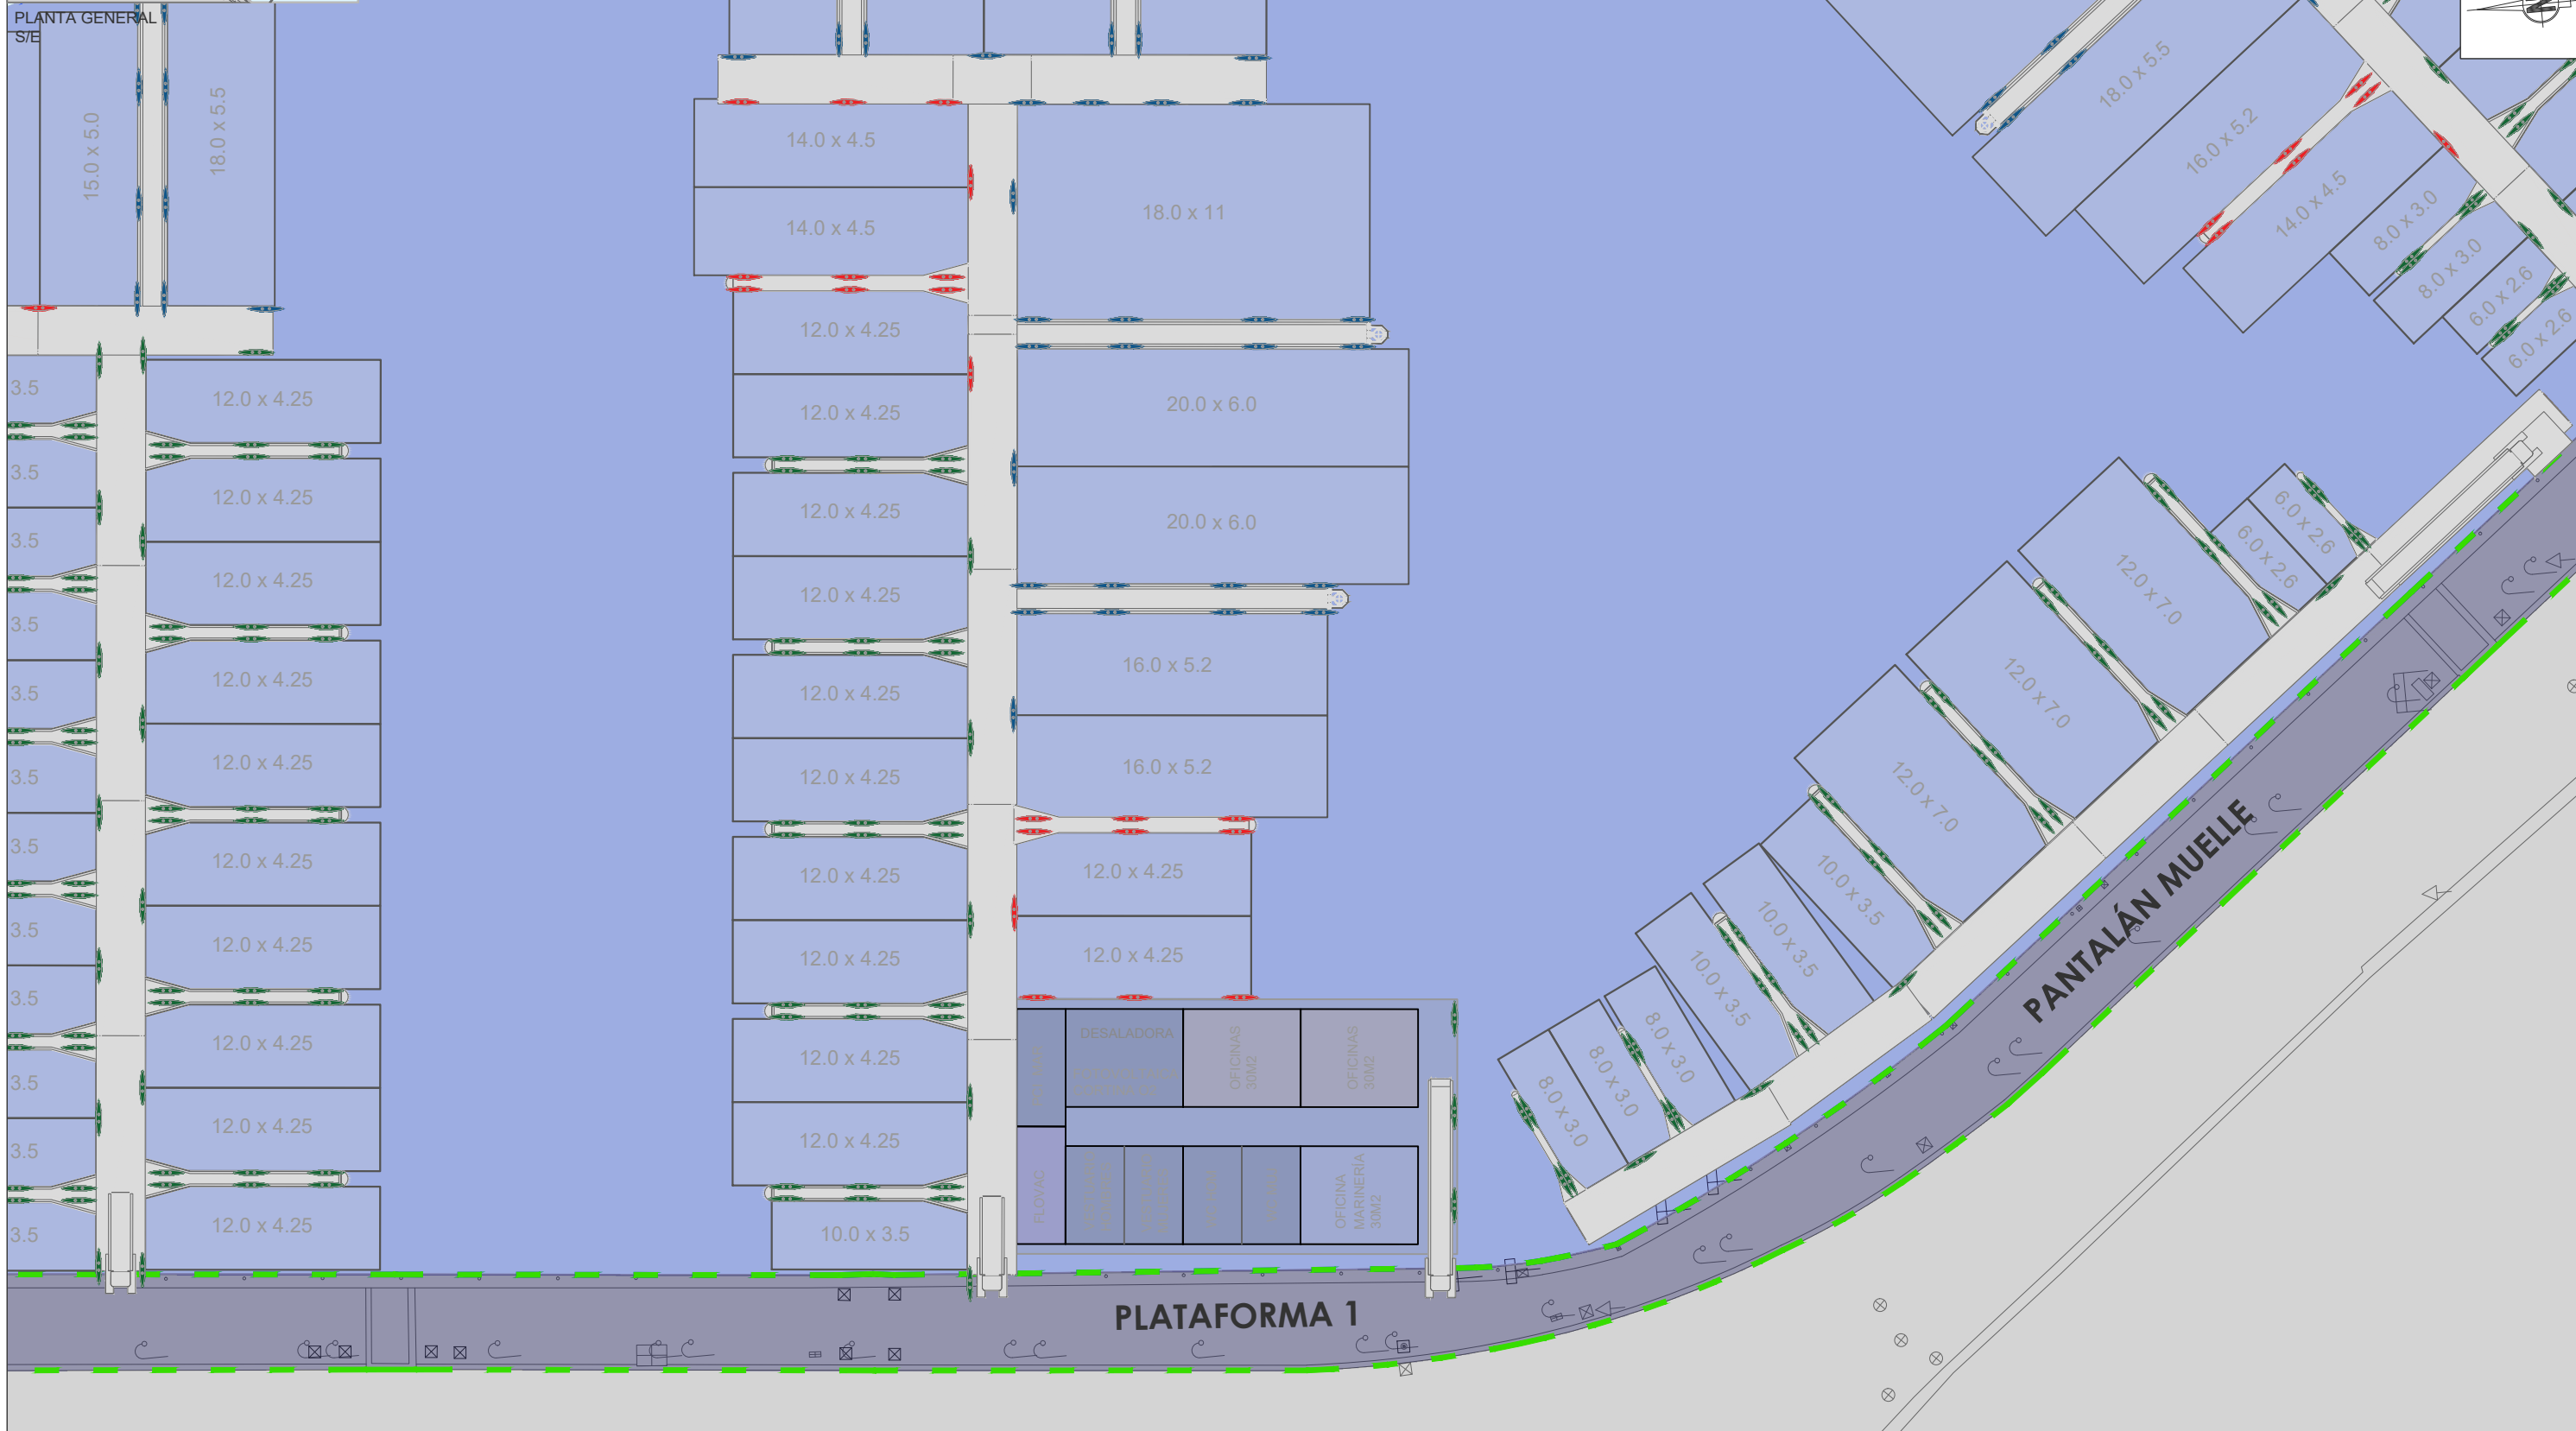 PLANTA GENERAL
S/E
15.0 x 5.0
18.0 x 5.5
3.5
3.5
3.5
3.5
3.5
3.5
3.5
3.5
3.5
3.5
3.5
3.5
12.0 x 4.25
12.0 x 4.25
12.0 x 4.25
12.0 x 4.25
12.0 x 4.25
12.0 x 4.25
12.0 x 4.25
12.0 x 4.25
12.0 x 4.25
12.0 x 4.25
14.0 x 4.5
14.0 x 4.5
12.0 x 4.25
12.0 x 4.25
12.0 x 4.25
12.0 x 4.25
12.0 x 4.25
12.0 x 4.25
12.0 x 4.25
12.0 x 4.25
12.0 x 4.25
12.0 x 4.25
10.0 x 3.5
18.0 x 11
20.0 x 6.0
20.0 x 6.0
16.0 x 5.2
16.0 x 5.2
12.0 x 4.25
12.0 x 4.25
DESALADORA
OFICINAS
30M2
OFICINAS
30M2
FLOVAC
OFICINA
MARINERÍA
30M2
18.0 x 5.5
16.0 x 5.2
14.0 x 4.5
8.0 x 3.0
8.0 x 3.0
6.0 x 2.6
6.0 x 2.6
6.0 x 2.6
6.0 x 2.6
12.0 x 7.0
12.0 x 7.0
12.0 x 7.0
10.0 x 3.5
10.0 x 3.5
10.0 x 3.5
8.0 x 3.0
8.0 x 3.0
8.0 x 3.0
PANTALÁN MUELLE
PLATAFORMA 1